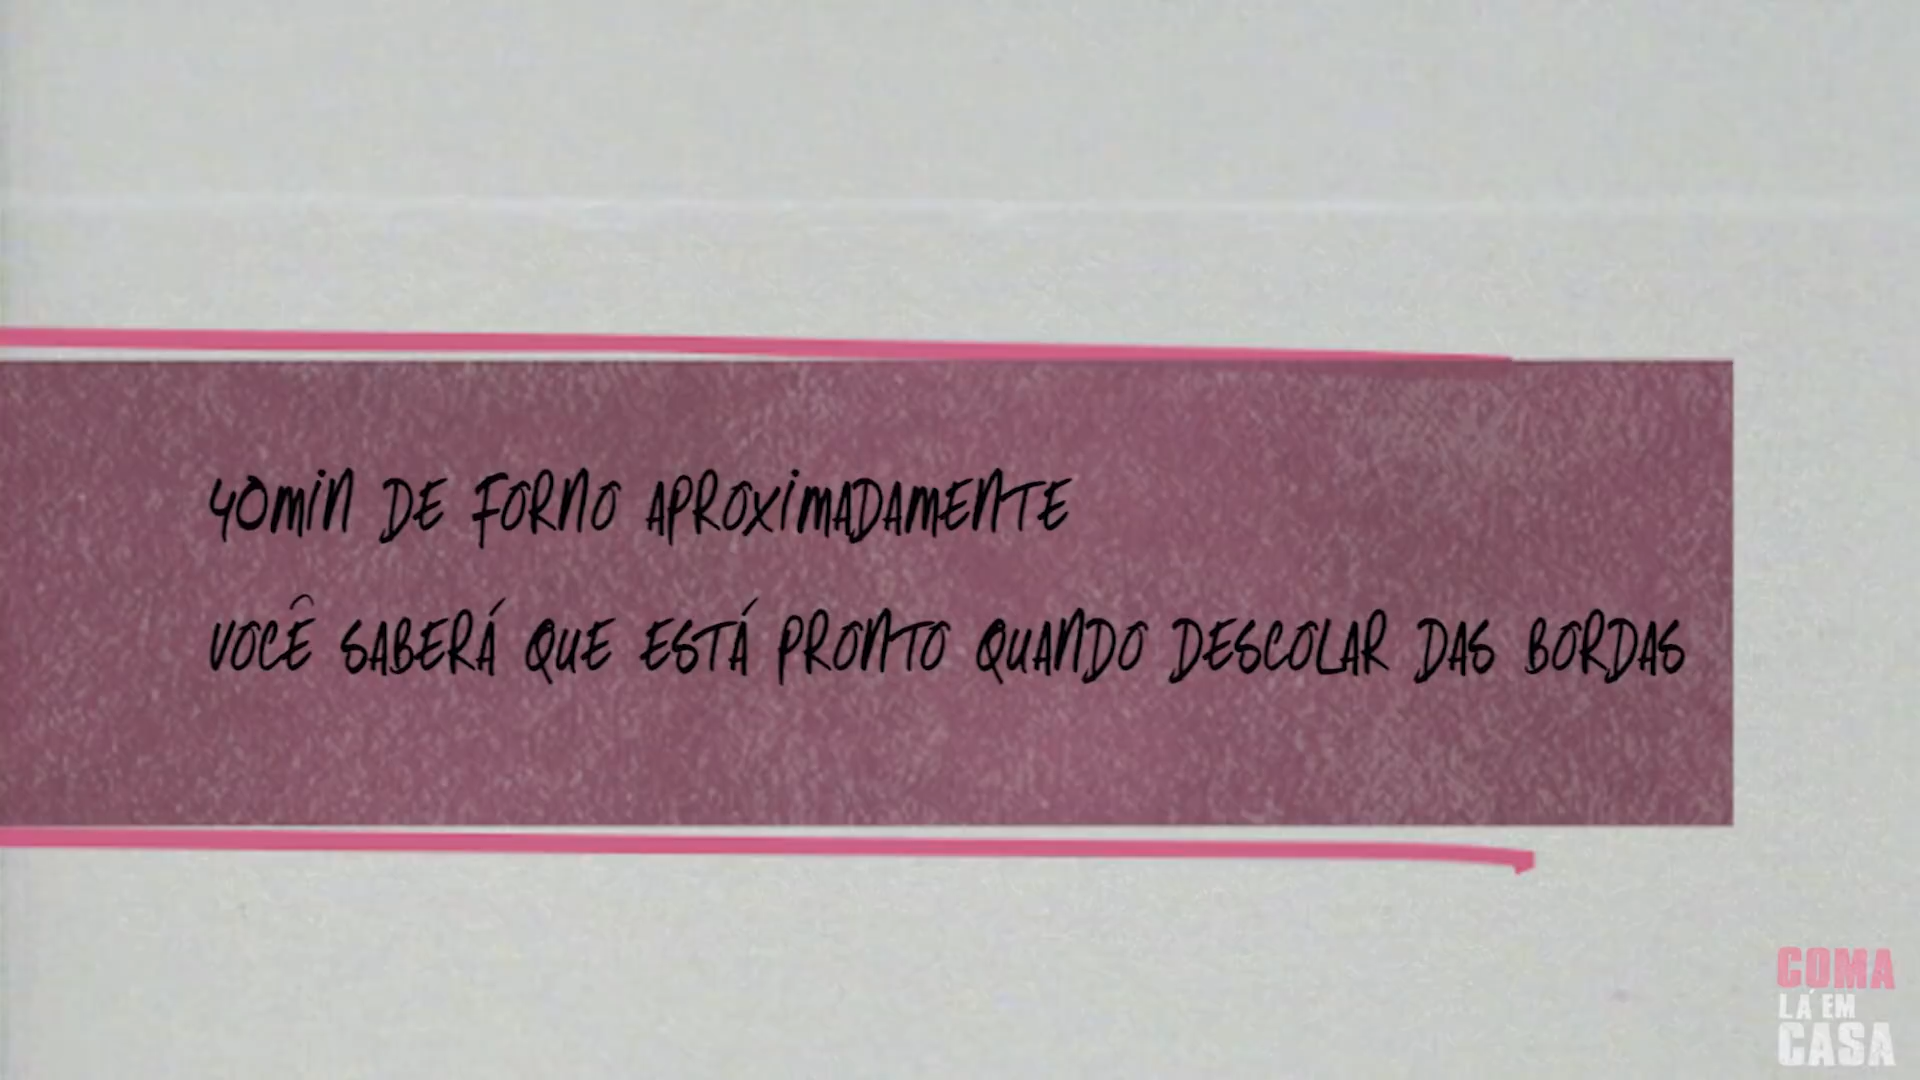 40min DE FORNO APROXIMADAMENTE
VOCÊ SABERÁ QUE ESTÁ PRONTO QUANDO DESCOLAR DAS BORDAS
COMA
LÁ EM
CASA